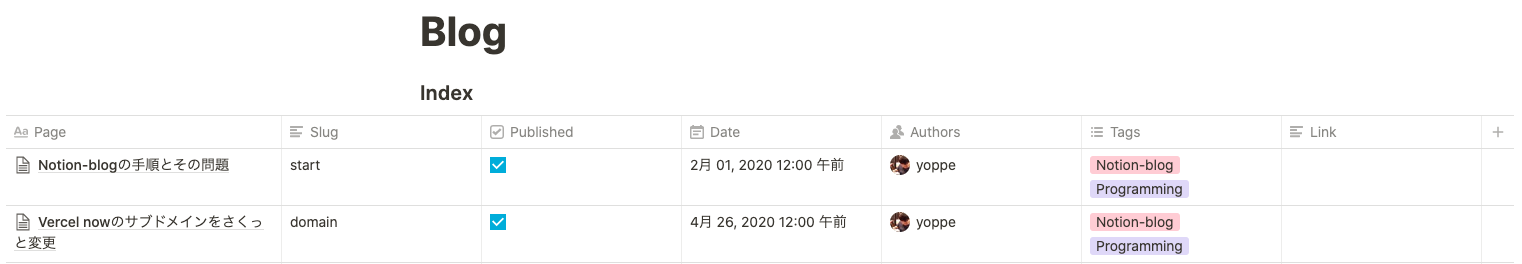 Blog
Index
Aa Page Slug Published Date Authors Tags Link
Notion-blogの手順とその問題 start 2月 01, 2020 12:00 午前 yoppe Notion-blog
Programming
Vercel nowのサブドメインをさくっ domain 4月 26, 2020 12:00 午前 yoppe Notion-blog
と変更 Programming